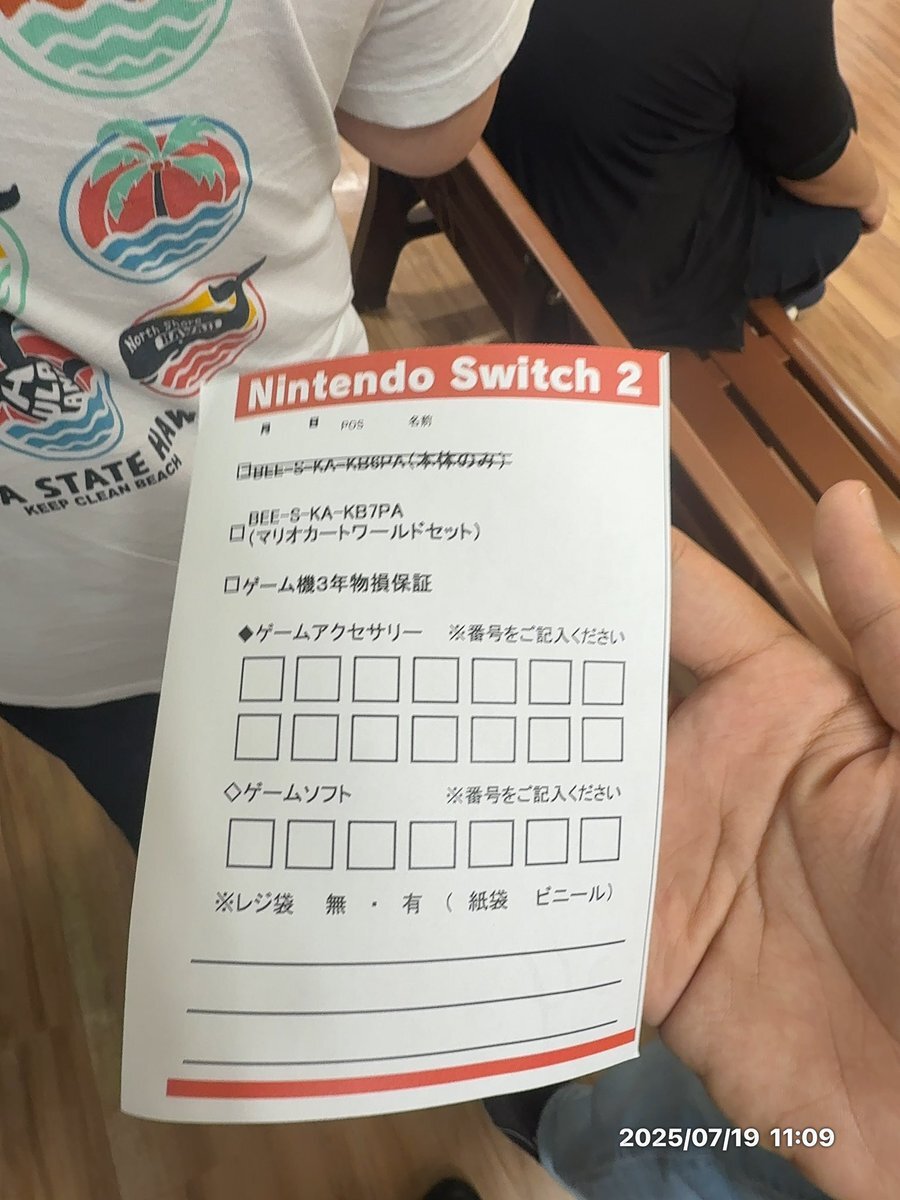 North Shore
HAWAII
STATE HAW
KEEP CLEAN BEACH
Nintendo Switch 2
月 日 POS 名前
□BEE-S-KA-KB6PA(本体のみ)
BEE-S-KA-KB7PA
□(マリオカートワールドセット)
□ゲーム機3年物損保証
◆ゲームアクセサリー ※番号をご記入ください
◇ゲームソフト ※番号をご記入ください
※レジ袋 無 ・ 有 ( 紙袋 ビニール)
2025/07/19 11:09